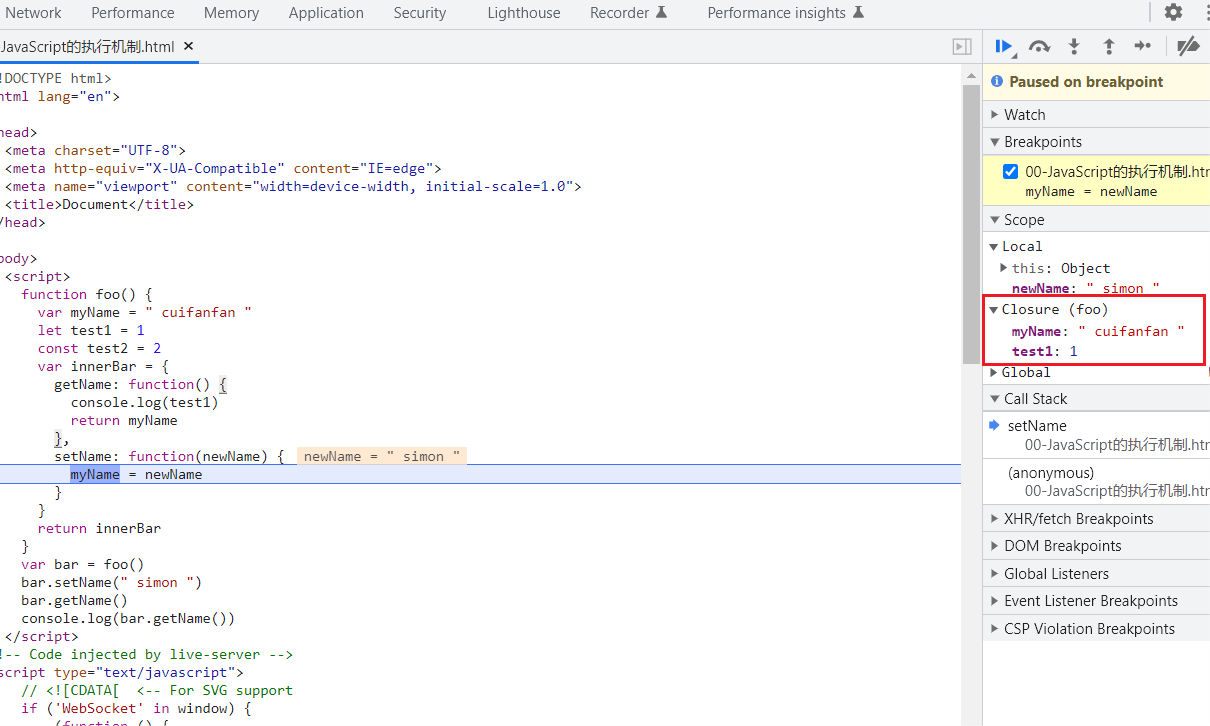 Network Performance Memory Application Security Lighthouse Recorder Performance insights
JavaScript的执行机制.html ×
!DOCTYPE html>
html lang="en">
head>
<meta charset="UTF-8">
<meta http-equiv="X-UA-Compatible" content="IE=edge">
<meta name="viewport" content="width=device-width, initial-scale=1.0">
<title>Document</title>
/head>
body>
<script>
function foo() {
var myName = " cuifanfan "
let test1 = 1
const test2 = 2
var innerBar = {
getName: function() {
console.log(test1)
return myName
},
setName: function(newName) { newName = " simon "
myName = newName
}
}
return innerBar
}
var bar = foo()
bar.setName(" simon ")
bar.getName()
console.log(bar.getName())
</script>
!-- Code injected by live-server -->
script type="text/javascript">
// <![CDATA[ <-- For SVG support
if ('WebSocket' in window) {
(function () {
Paused on breakpoint
Watch
Breakpoints
00-JavaScript的执行机制.htm
myName = newName
Scope
Local
this: Object
newName: " simon "
Closure (foo)
myName: " cuifanfan "
test1: 1
Global
Call Stack
setName
00-JavaScript的执行机制.htm
(anonymous)
00-JavaScript的执行机制.htm
XHR/fetch Breakpoints
DOM Breakpoints
Global Listeners
Event Listener Breakpoints
CSP Violation Breakpoints